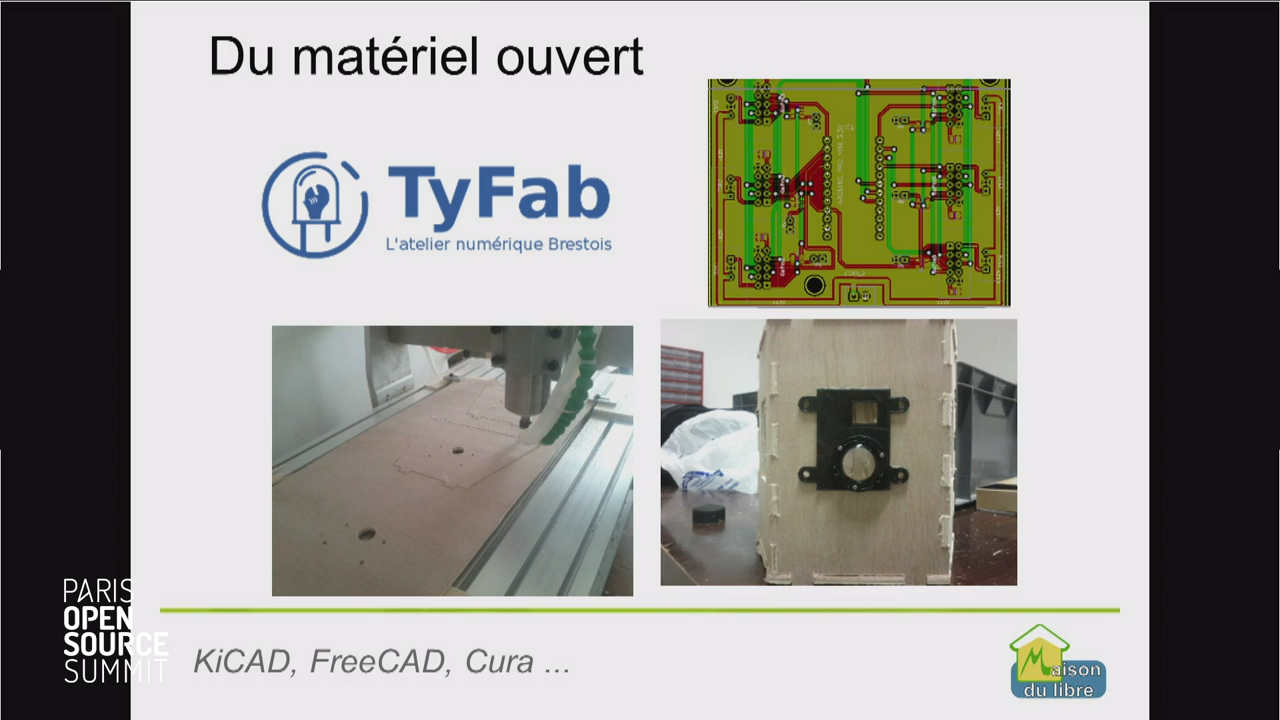 Du matériel ouvert
TyFab
L'atelier numérique Brestois
PARIS
OPEN
SOURCE
SUMMIT
KiCAD, FreeCAD, Cura ...
Maison
du libre